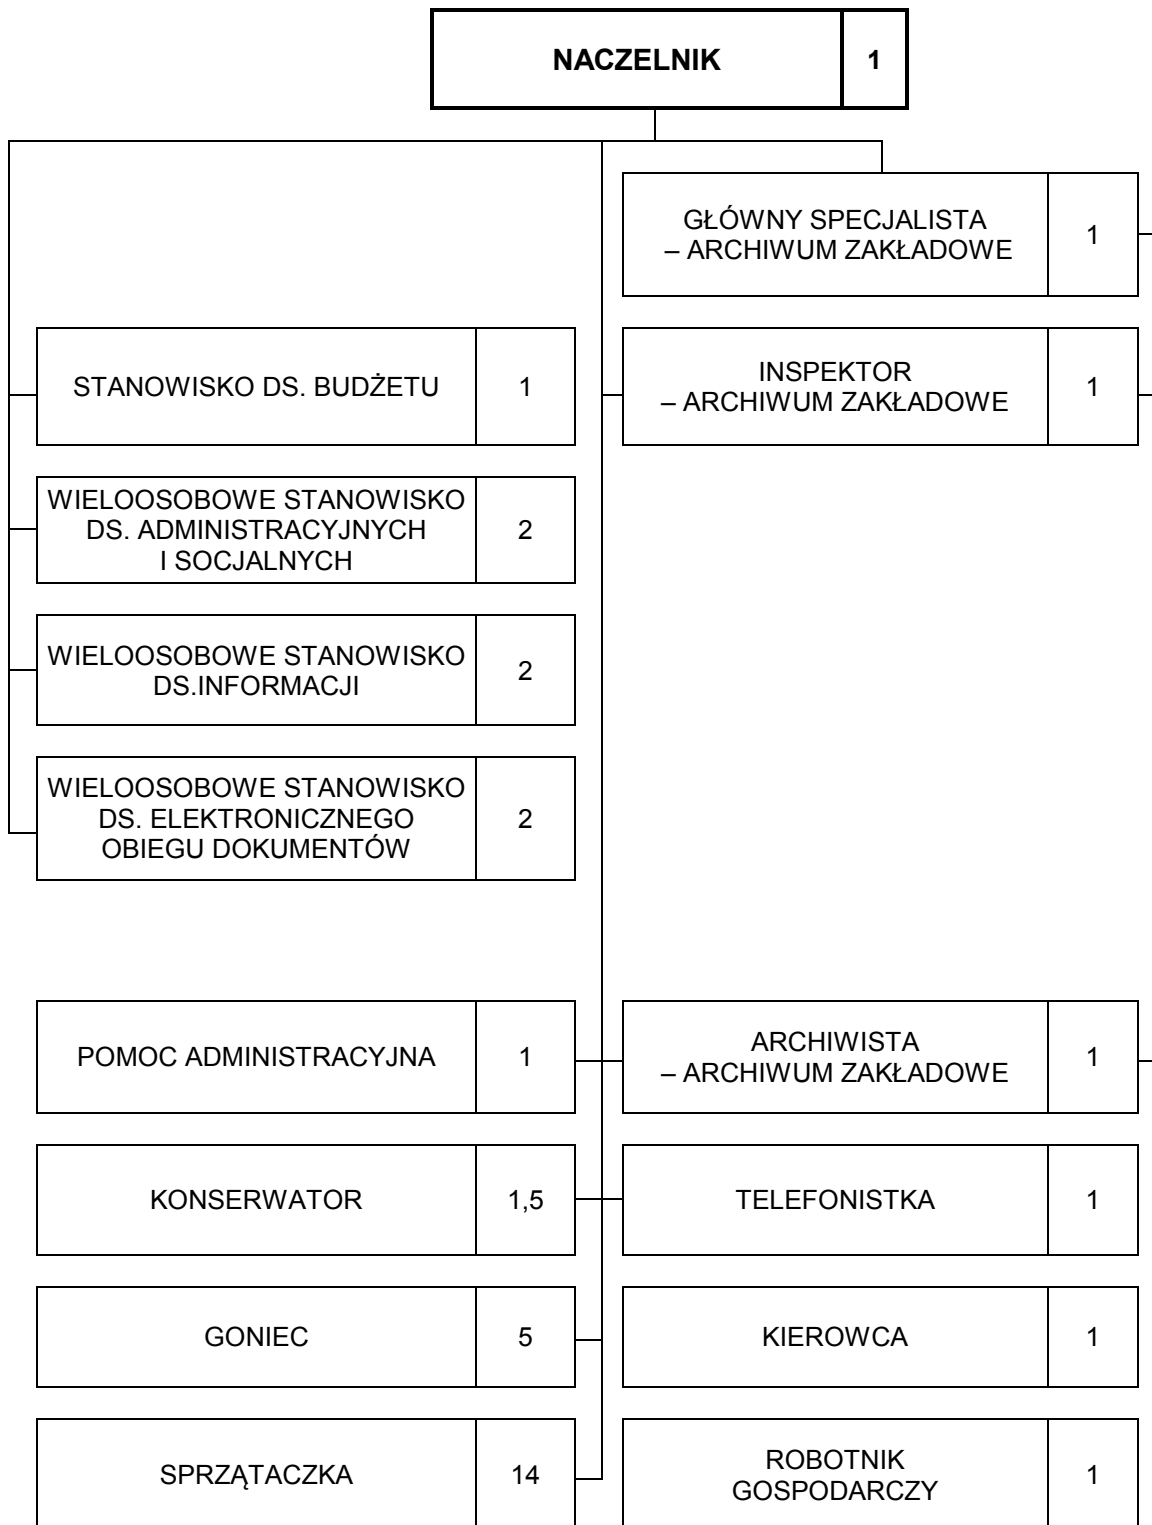 NACZELNIK 1
GŁÓWNY SPECJALISTA
– ARCHIWUM ZAKŁADOWE
1
STANOWISKO DS. BUDŻETU 1
INSPEKTOR
– ARCHIWUM ZAKŁADOWE
1
WIELOOSOBOWE STANOWISKO
DS. ADMINISTRACYJNYCH
I SOCJALNYCH
2
WIELOOSOBOWE STANOWISKO
DS.INFORMACJI
2
WIELOOSOBOWE STANOWISKO
DS. ELEKTRONICZNEGO
OBIEGU DOKUMENTÓW
2
POMOC ADMINISTRACYJNA 1
ARCHIWISTA
– ARCHIWUM ZAKŁADOWE
1
KONSERWATOR 1,5
TELEFONISTKA 1
GONIEC 5
KIEROWCA 1
SPRZĄTACZKA 14
ROBOTNIK
GOSPODARCZY
1